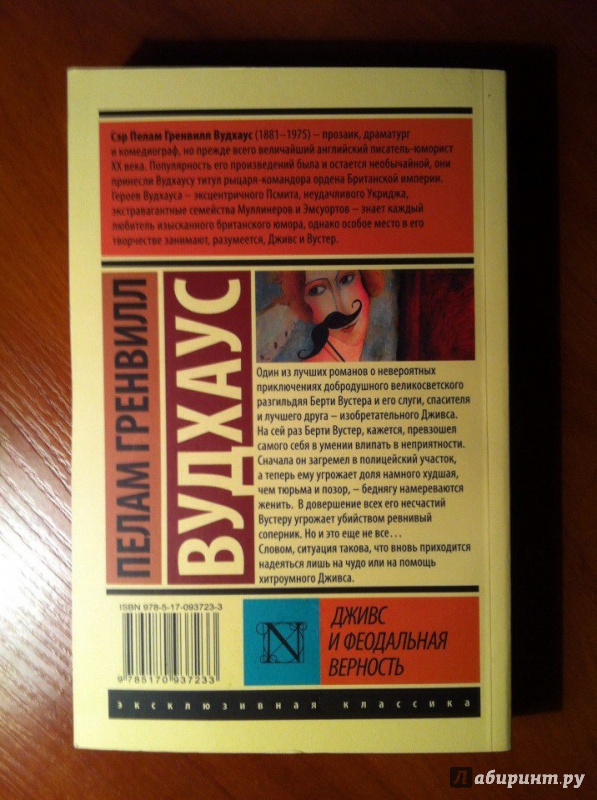 Сэр Пелам Гренвилл Вудхаус (1881–1975) – прозаик, драматург
и комедиограф, но прежде всего величайший английский писатель-юморист
XX века. Популярность его произведений была и остается необычайной, они
принесли Вудхаусу титул рыцаря-командора ордена Британской империи.
Героев Вудхауса – эксцентричного Псмита, неудачливого Укриджа,
экстравагантные семейства Муллинеров и Эмсуортов – знает каждый
любитель изысканного британского юмора, однако особое место в его
творчестве занимают, разумеется, Дживс и Вустер.
ПЕЛАМ ГРЕНВИЛЛ
ВУДХАУС
Один из лучших романов о невероятных
приключениях добродушного великосветского
разгильдяя Берти Вустера и его слуги, спасителя
и лучшего друга – изобретательного Дживса.
На сей раз Берти Вустер, кажется, превзошел
самого себя в умении влипать в неприятности.
Сначала он загремел в полицейский участок,
а теперь ему угрожает доля намного худшая,
чем тюрьма и позор, – беднягу намереваются
женить. В довершение всех его несчастий
Вустеру угрожает убийством ревнивый
соперник. Но и это еще не все…
Словом, ситуация такова, что вновь приходится
надеяться лишь на чудо или на помощь
хитроумного Дживса.
ISBN 978-5-17-093723-3
9 785170 937233
N
ДЖИВС
И ФЕОДАЛЬНАЯ
ВЕРНОСТЬ
эксклюзивная классика
Лабиринт.ру